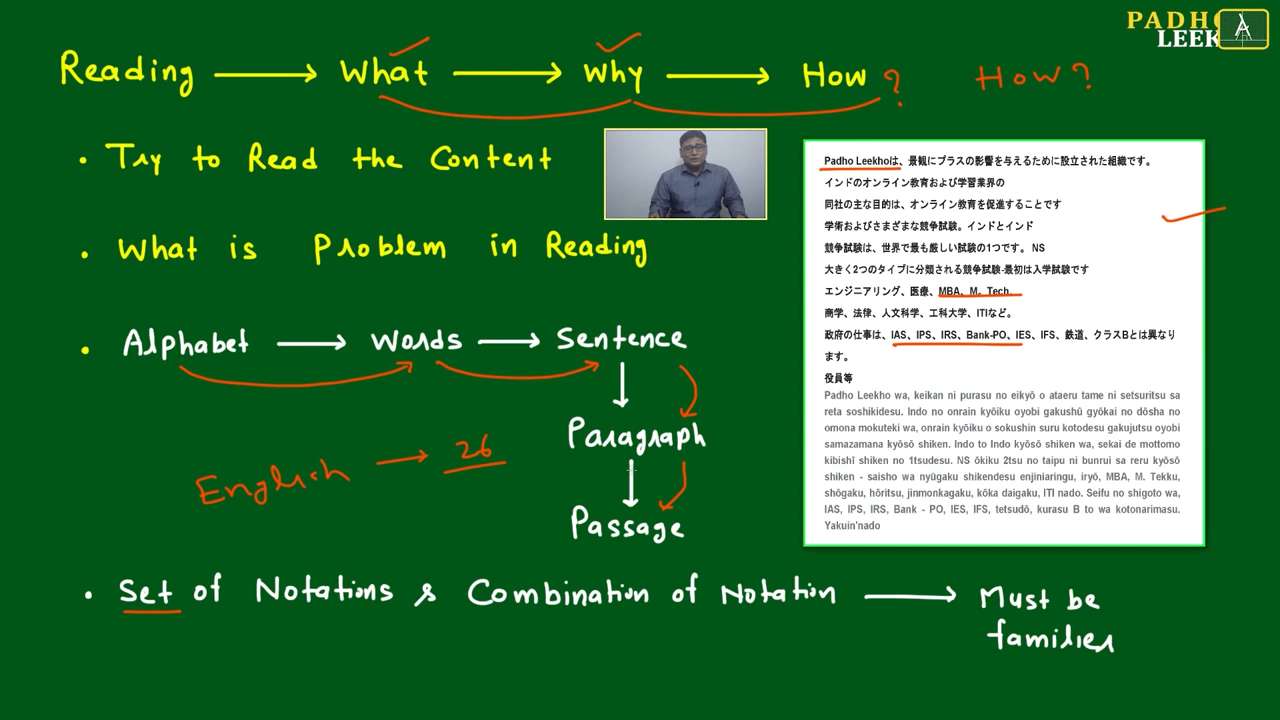 PADHO
LEEK
Reading → What → Why → How ? How ?
• Try to Read the Content
• What is Problem in Reading
• Alphabet → Words → Sentence
Paragraph
English → 26
Passage
• Set of Notations & Combination of Notation → Must be
families
Padho Leekhoは、景観にプラスの影響を与えるために設立された組織です。
インドのオンライン教育および学習業界の
同社の主な目的は、オンライン教育を促進することです
学術およびさまざまな競争試験。インドとインド
競争試験は、世界で最も厳しい試験の1つです。 NS
大きく2つのタイプに分類される競争試験-最初は入学試験です
エンジニアリング、医療、MBA、M. Tech.
商学、法律、人文科学、工科大学、ITIなど。
政府の仕事は、IAS、IPS、IRS、Bank-PO、IES、IFS、鉄道、クラスBとは異なり
ます。
役員等
Padho Leekho wa, keikan ni purasu no eikyō o ataeru tame ni setsuritsu sa
reta soshikidesu. Indo no onrain kyōiku oyobi gakushū gyōkai no dōsha no
omona mokuteki wa, onrain kyōiku o sokushin suru kotodesu gakujutsu oyobi
samazamana kyōsō shiken. Indo to Indo kyōsō shiken wa, sekai de mottomo
kibishī shiken no 1tsudesu. NS ōkiku 2tsu no taipu ni bunrui sa reru kyōsō
shiken - saisho wa nyūgaku shikendesu enjiniaringu, iryō, MBA, M. Tekku,
shōgaku, hōritsu, jinmonkagaku, kōka daigaku, ITI nado. Seifu no shigoto wa,
IAS, IPS, IRS, Bank - PO, IES, IFS, tetsudō, kurasu B to wa kotonarimasu.
Yakuin'nado